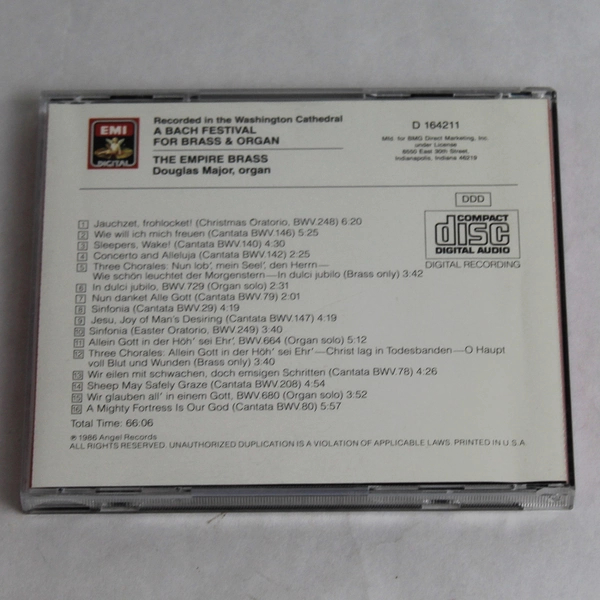 EMI
DIGITAL
Recorded in the Washington Cathedral
A BACH FESTIVAL
FOR BRASS & ORGAN
THE EMPIRE BRASS
Douglas Major, organ
D 164211
Mfd. for BMG Direct Marketing, Inc.
under License
6550 East 30th Street,
Indianapolis, Indiana 46219
DDD
COMPACT
disc
DIGITAL AUDIO
DIGITAL RECORDING
1 Jauchzet, frohlocket! (Christmas Oratorio, BWV.248) 6:20
2 Wie will ich mich freuen (Cantata BWV.146) 5:25
3 Sleepers, Wake! (Cantata BWV.140) 4:30
4 Concerto and Alleluja (Cantata BWV.142) 2:25
5 Three Chorales: Nun lob', mein Seel', den Herrn—
Wie schön leuchtet der Morgenstern—In dulci jubilo (Brass only) 3:42
6 In dulci jubilo, BWV.729 (Organ solo) 2:31
7 Nun danket Alle Gott (Cantata BWV.79) 2:01
8 Sinfonia (Cantata BWV.29) 4:19
9 Jesu, Joy of Man's Desiring (Cantata BWV.147) 4:19
10 Sinfonia (Easter Oratorio, BWV.249) 3:40
11 Allein Gott in der Höh' sei Ehr', BWV.664 (Organ solo) 5:12
12 Three Chorales: Allein Gott in der Höh' sei Ehr'—Christ lag in Todesbanden—O Haupt
voll Blut und Wunden (Brass only) 3:40
13 Wir eilen mit schwachen, doch emsigen Schritten (Cantata BWV.78) 4:26
14 Sheep May Safely Graze (Cantata BWV.208) 4:54
15 Wir glauben all' in einem Gott, BWV.680 (Organ solo) 3:52
16 A Mighty Fortress Is Our God (Cantata BWV.80) 5:57
Total Time: 66:06
℗ 1986 Angel Records
ALL RIGHTS RESERVED. UNAUTHORIZED DUPLICATION IS A VIOLATION OF APPLICABLE LAWS. PRINTED IN U.S.A.